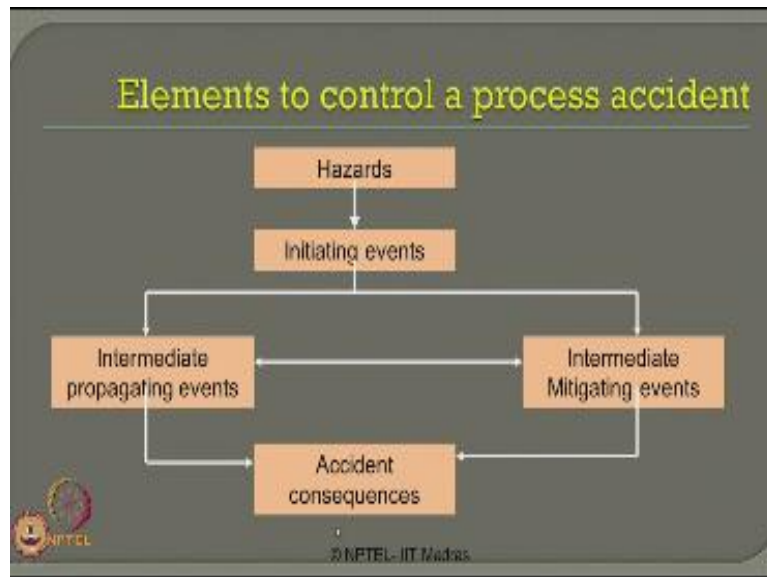 Elements to control a process accident
Hazards
Initiating events
Intermediate
propagating events
Intermediate
Mitigating events
Accident
consequences
NPTEL
© NPTEL- IIT Madras